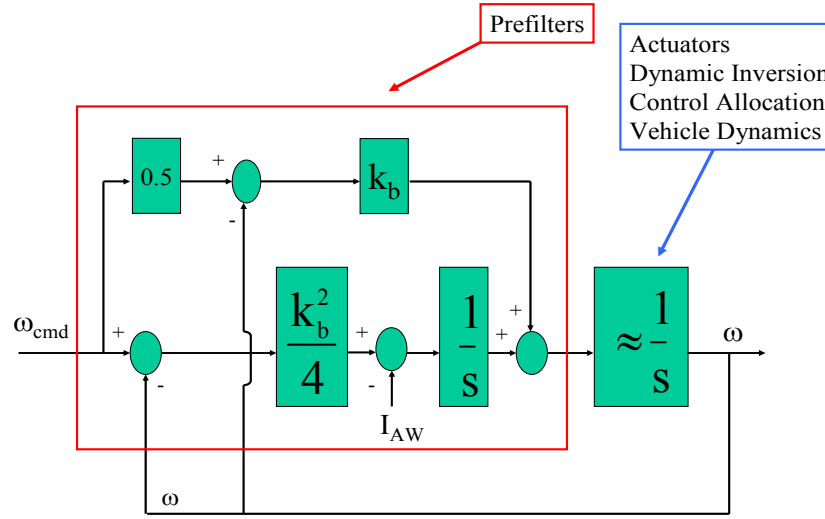 Prefilters
Actuators
Dynamic Inversion
Control Allocation
Vehicle Dynamics
0.5
+
-
k_b
ω_cmd
+
-
k_b^2
4
+
-
I_AW
1
s
+
+
≈ 1
s
ω
ω